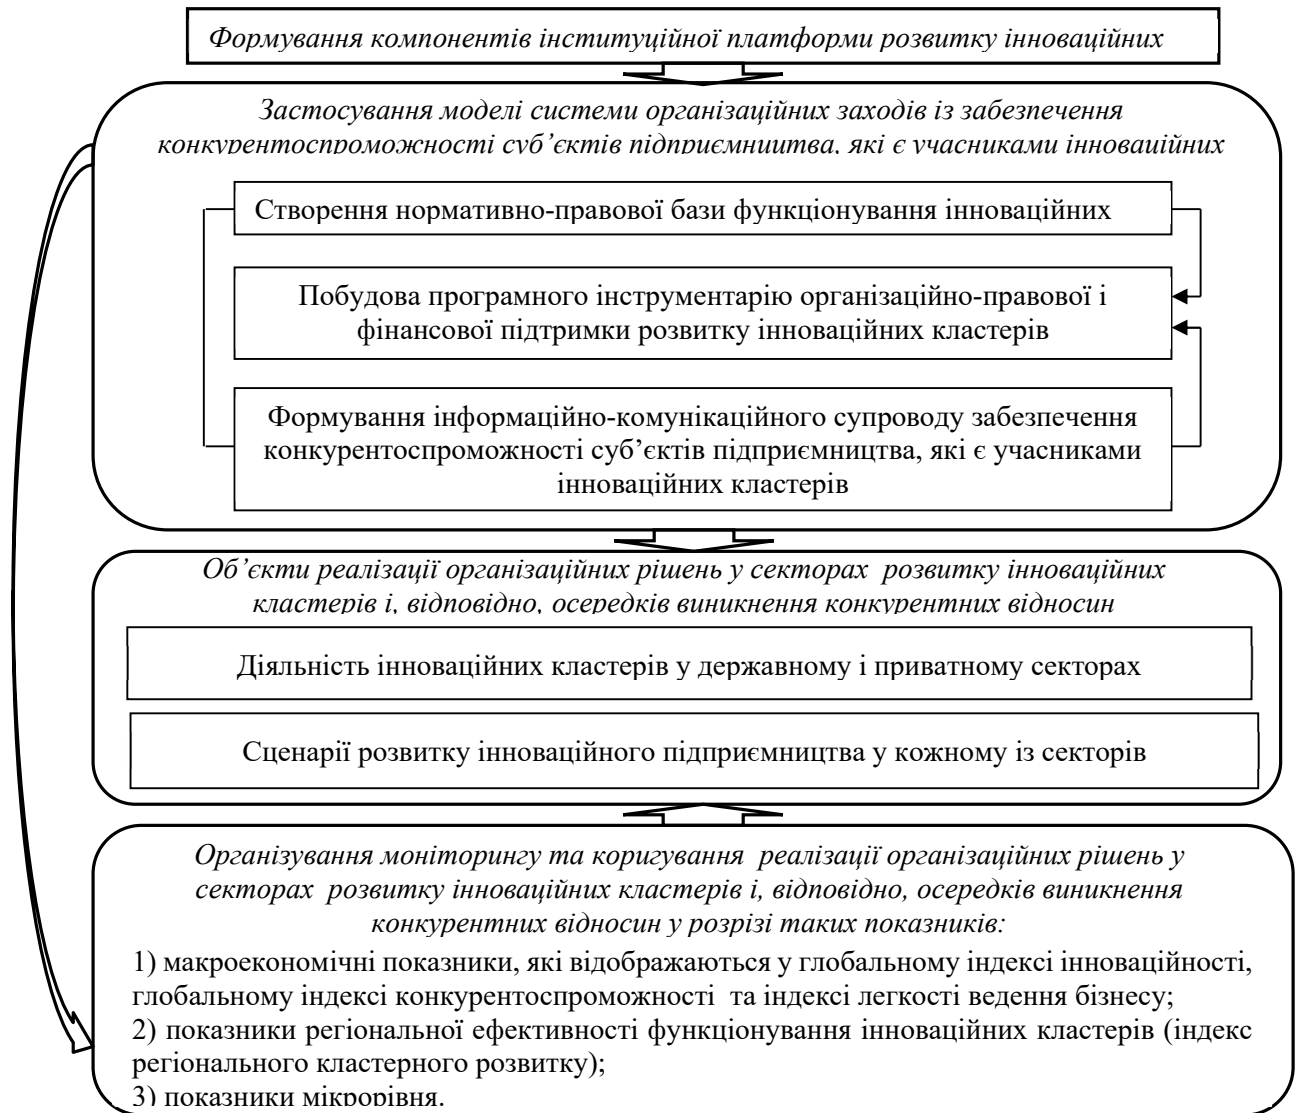 Формування компонентів інституційної платформи розвитку інноваційних
Застосування моделі системи організаційних заходів із забезпечення
конкурентоспроможності суб’єктів підприємництва, які є учасниками інноваційних
Створення нормативно-правової бази функціонування інноваційних
Побудова програмного інструментарію організаційно-правової і
фінансової підтримки розвитку інноваційних кластерів
Формування інформаційно-комунікаційного супроводу забезпечення
конкурентоспроможності суб’єктів підприємництва, які є учасниками
інноваційних кластерів
Об’єкти реалізації організаційних рішень у секторах розвитку інноваційних
кластерів і, відповідно, осередків виникнення конкурентних відносин
Діяльність інноваційних кластерів у державному і приватному секторах
Сценарії розвитку інноваційного підприємництва у кожному із секторів
Організування моніторингу та коригування реалізації організаційних рішень у
секторах розвитку інноваційних кластерів і, відповідно, осередків виникнення
конкурентних відносин у розрізі таких показників:
1) макроекономічні показники, які відображаються у глобальному індексі інноваційності,
глобальному індексі конкурентоспроможності та індексі легкості ведення бізнесу;
2) показники регіональної ефективності функціонування інноваційних кластерів (індекс
регіонального кластерного розвитку);
3) показники мікрорівня.